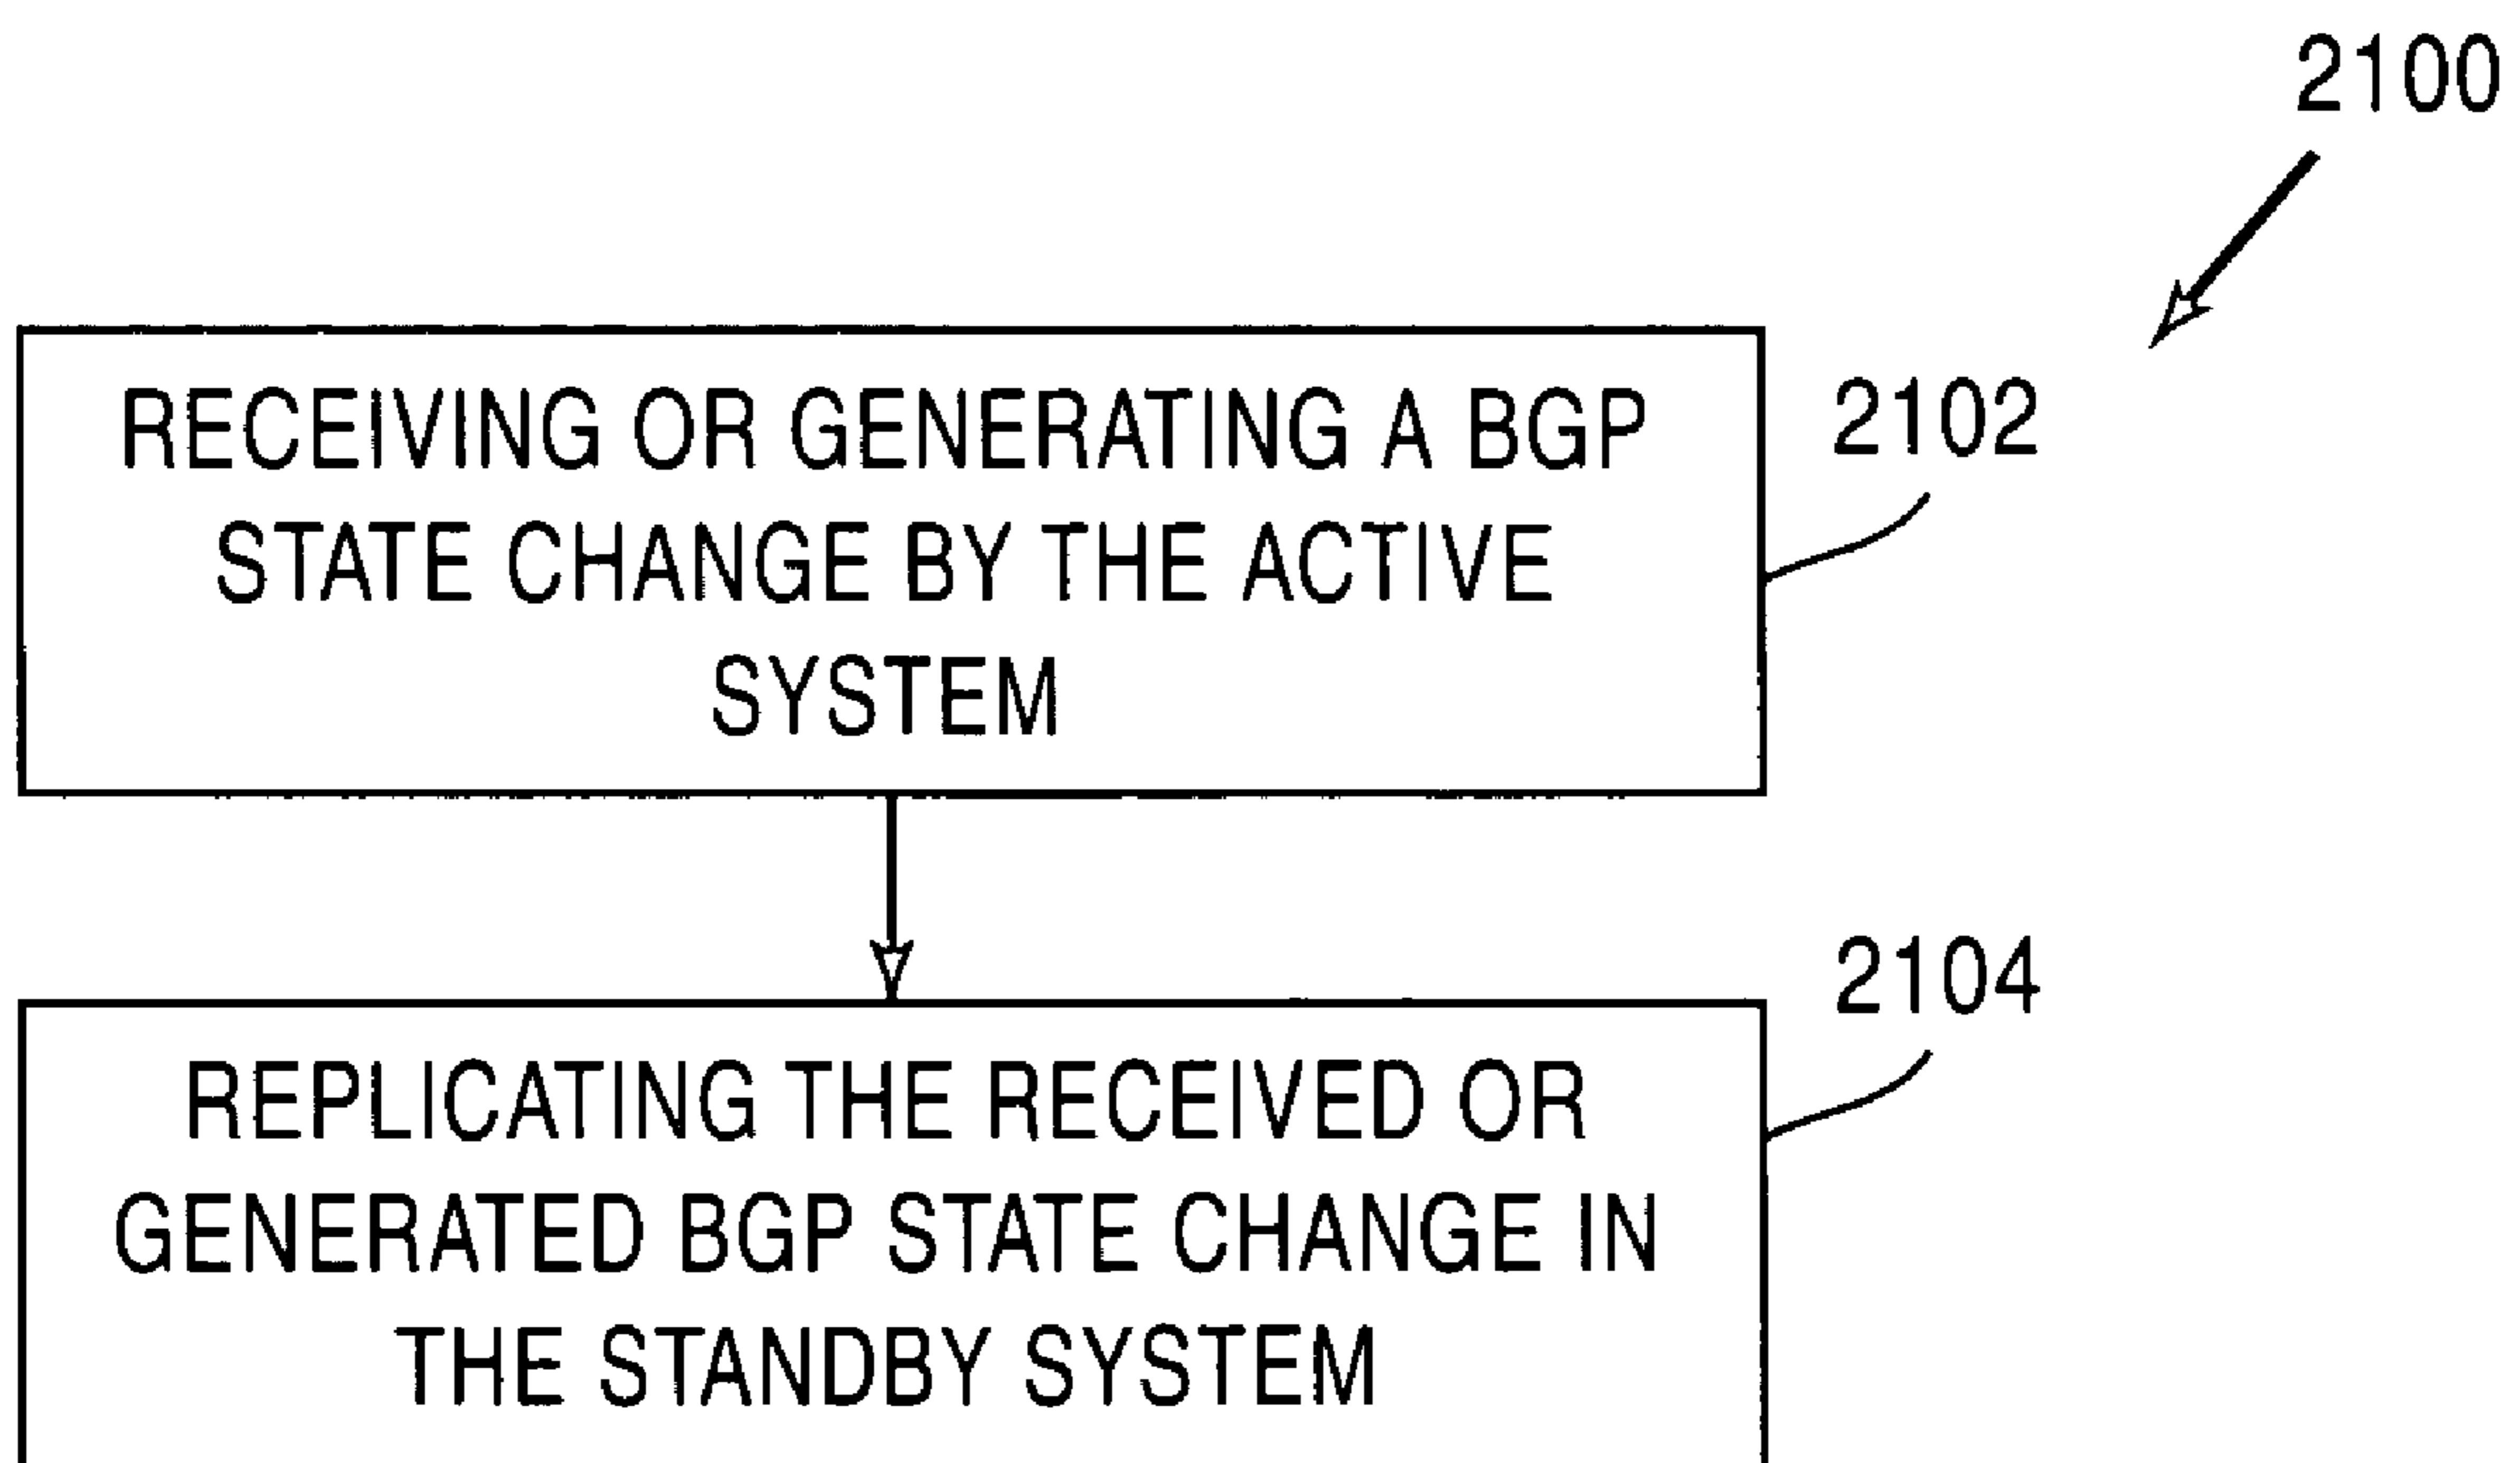 2100
RECEIVING OR GENERATING A BGP
STATE CHANGE BY THE ACTIVE
SYSTEM
2102
2104
REPLICATING THE RECEIVED OR
GENERATED BGP STATE CHANGE IN
THE STANDBY SYSTEM